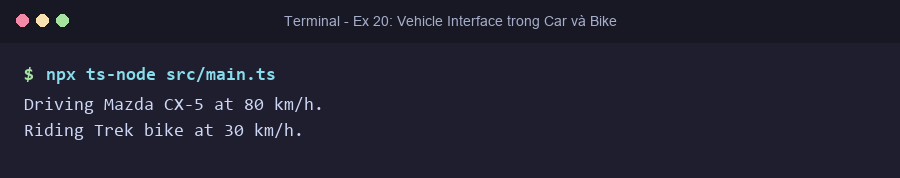 Terminal - Ex 20: Vehicle Interface trong Car và Bike
$ npx ts-node src/main.ts
Driving Mazda CX-5 at 80 km/h.
Riding Trek bike at 30 km/h.